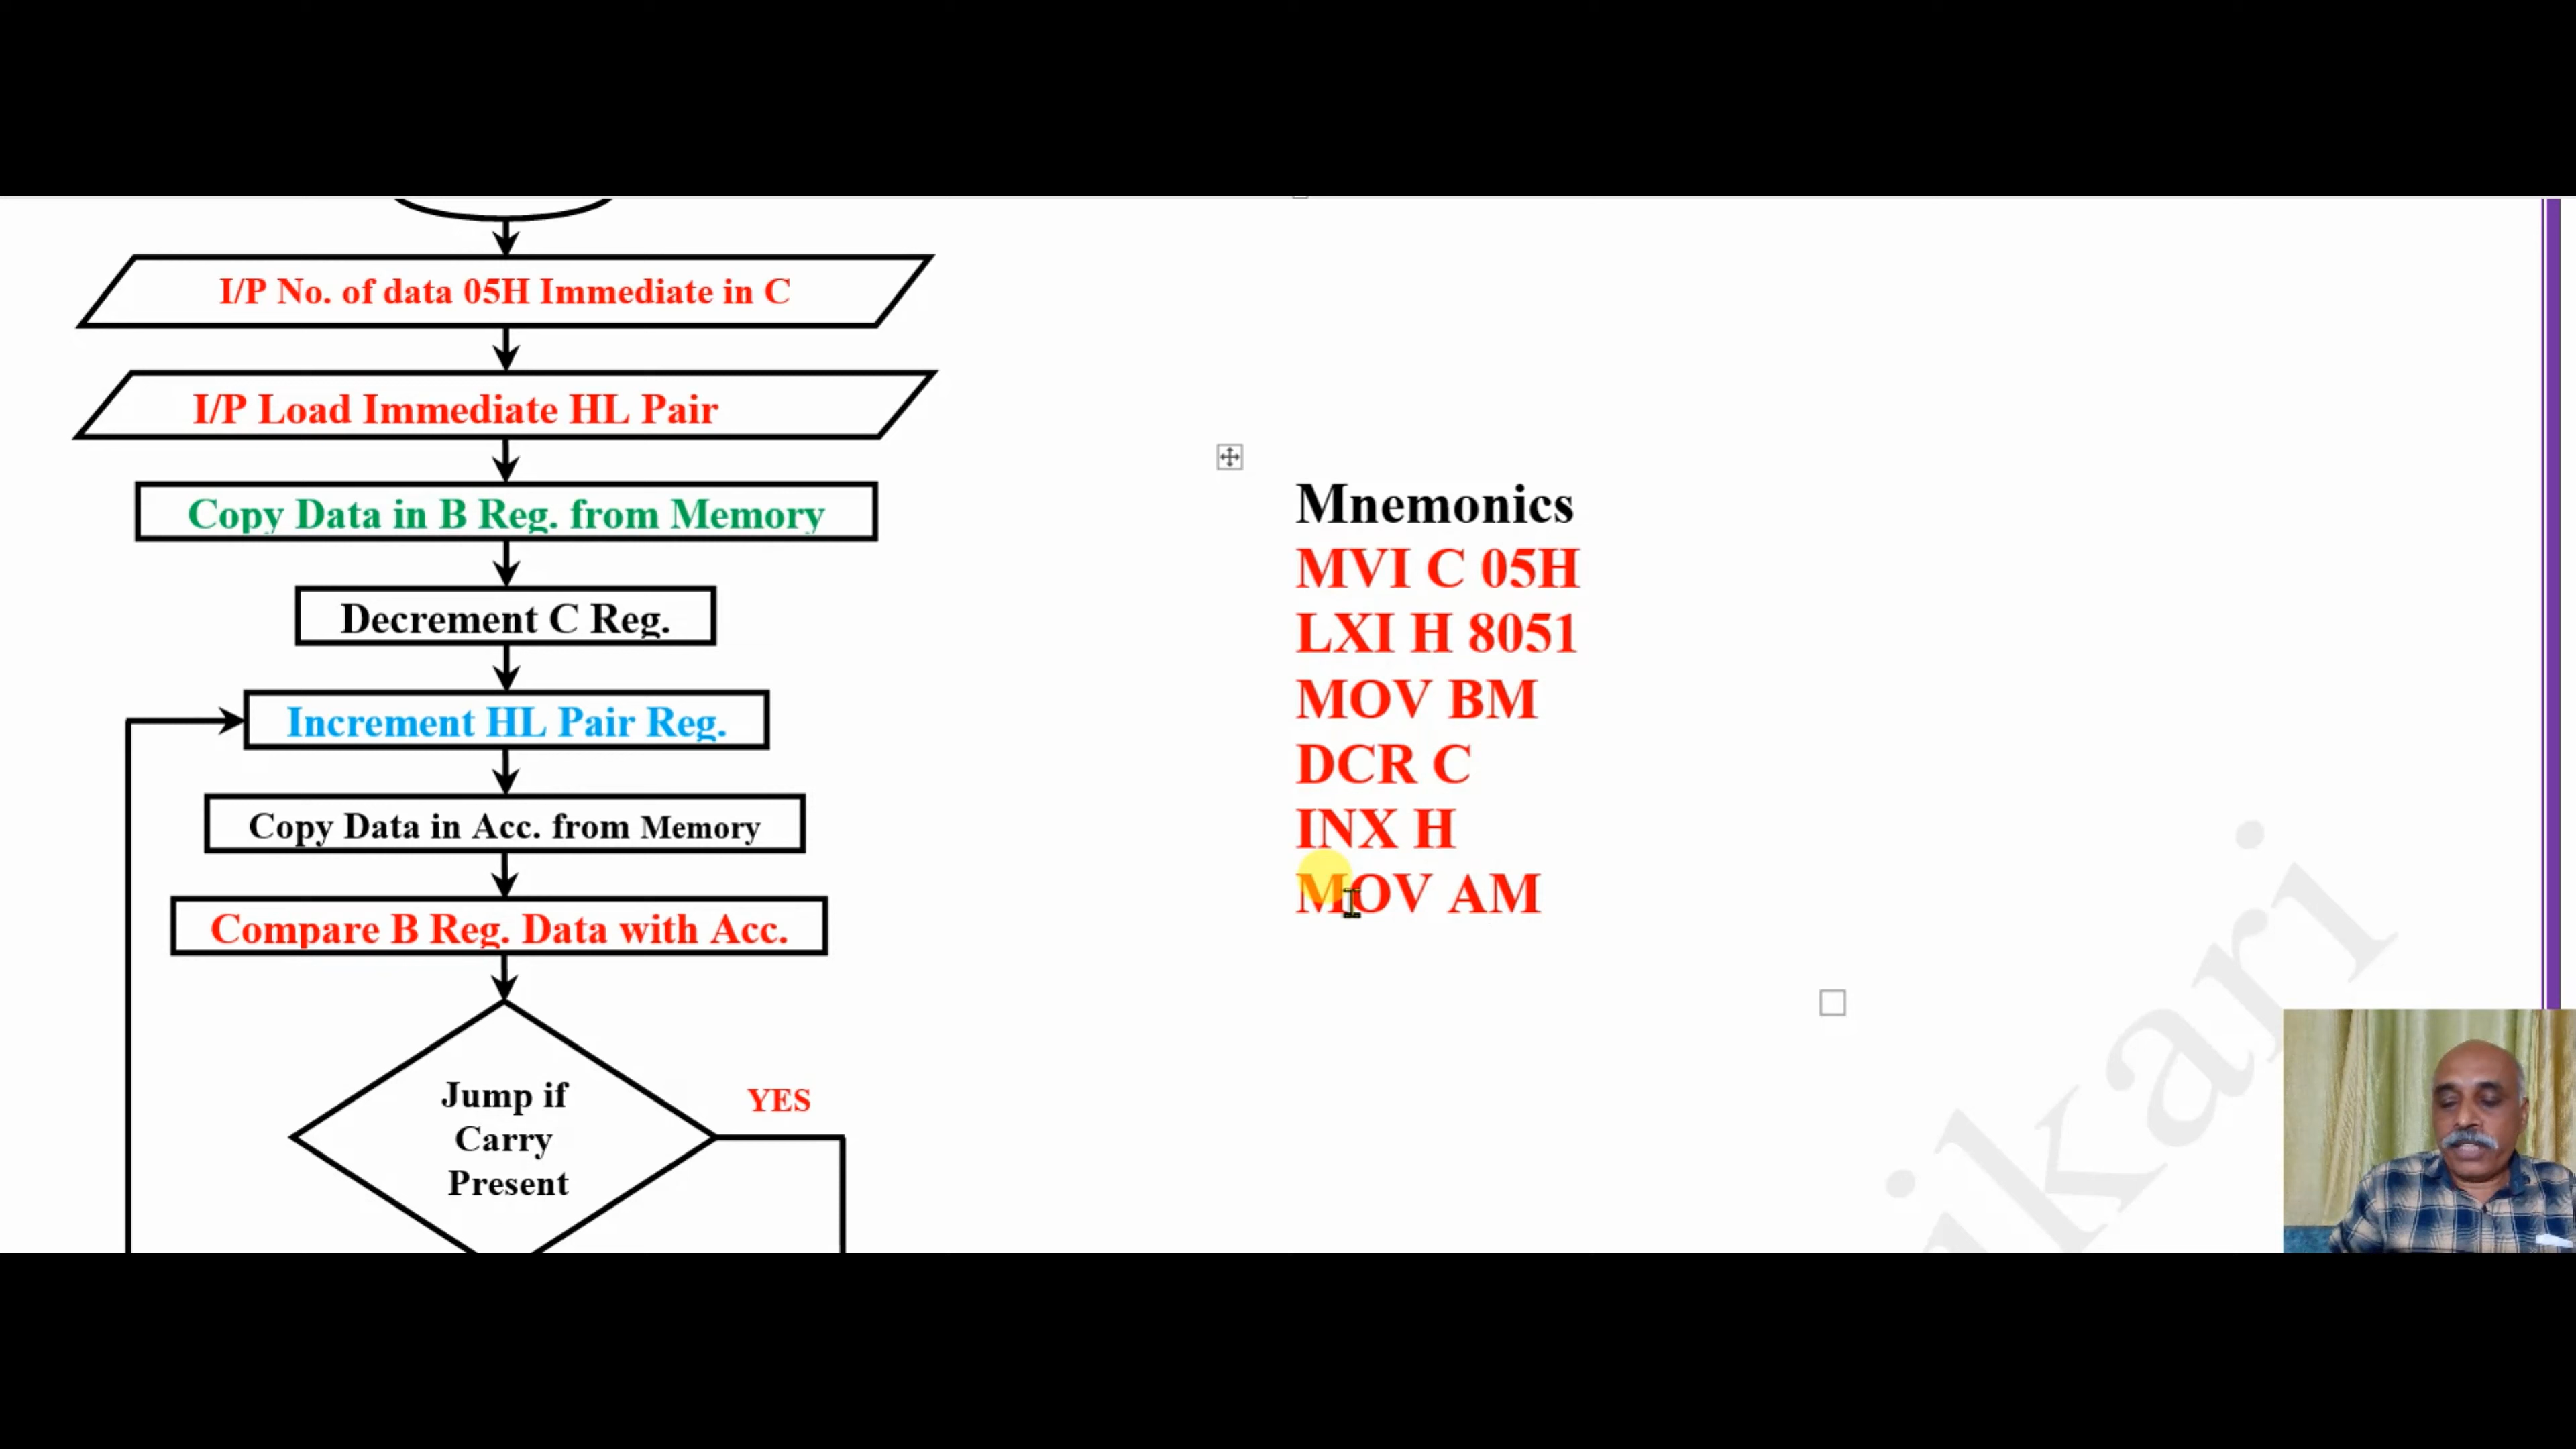 I/P No. of data 05H Immediate in C
I/P Load Immediate HL Pair
Copy Data in B Reg. from Memory
Decrement C Reg.
Increment HL Pair Reg.
Copy Data in Acc. from Memory
Compare B Reg. Data with Acc.
Jump if
Carry
Present
YES
Mnemonics
MVI C 05H
LXI H 8051
MOV BM
DCR C
INX H
MOV AM
ikari